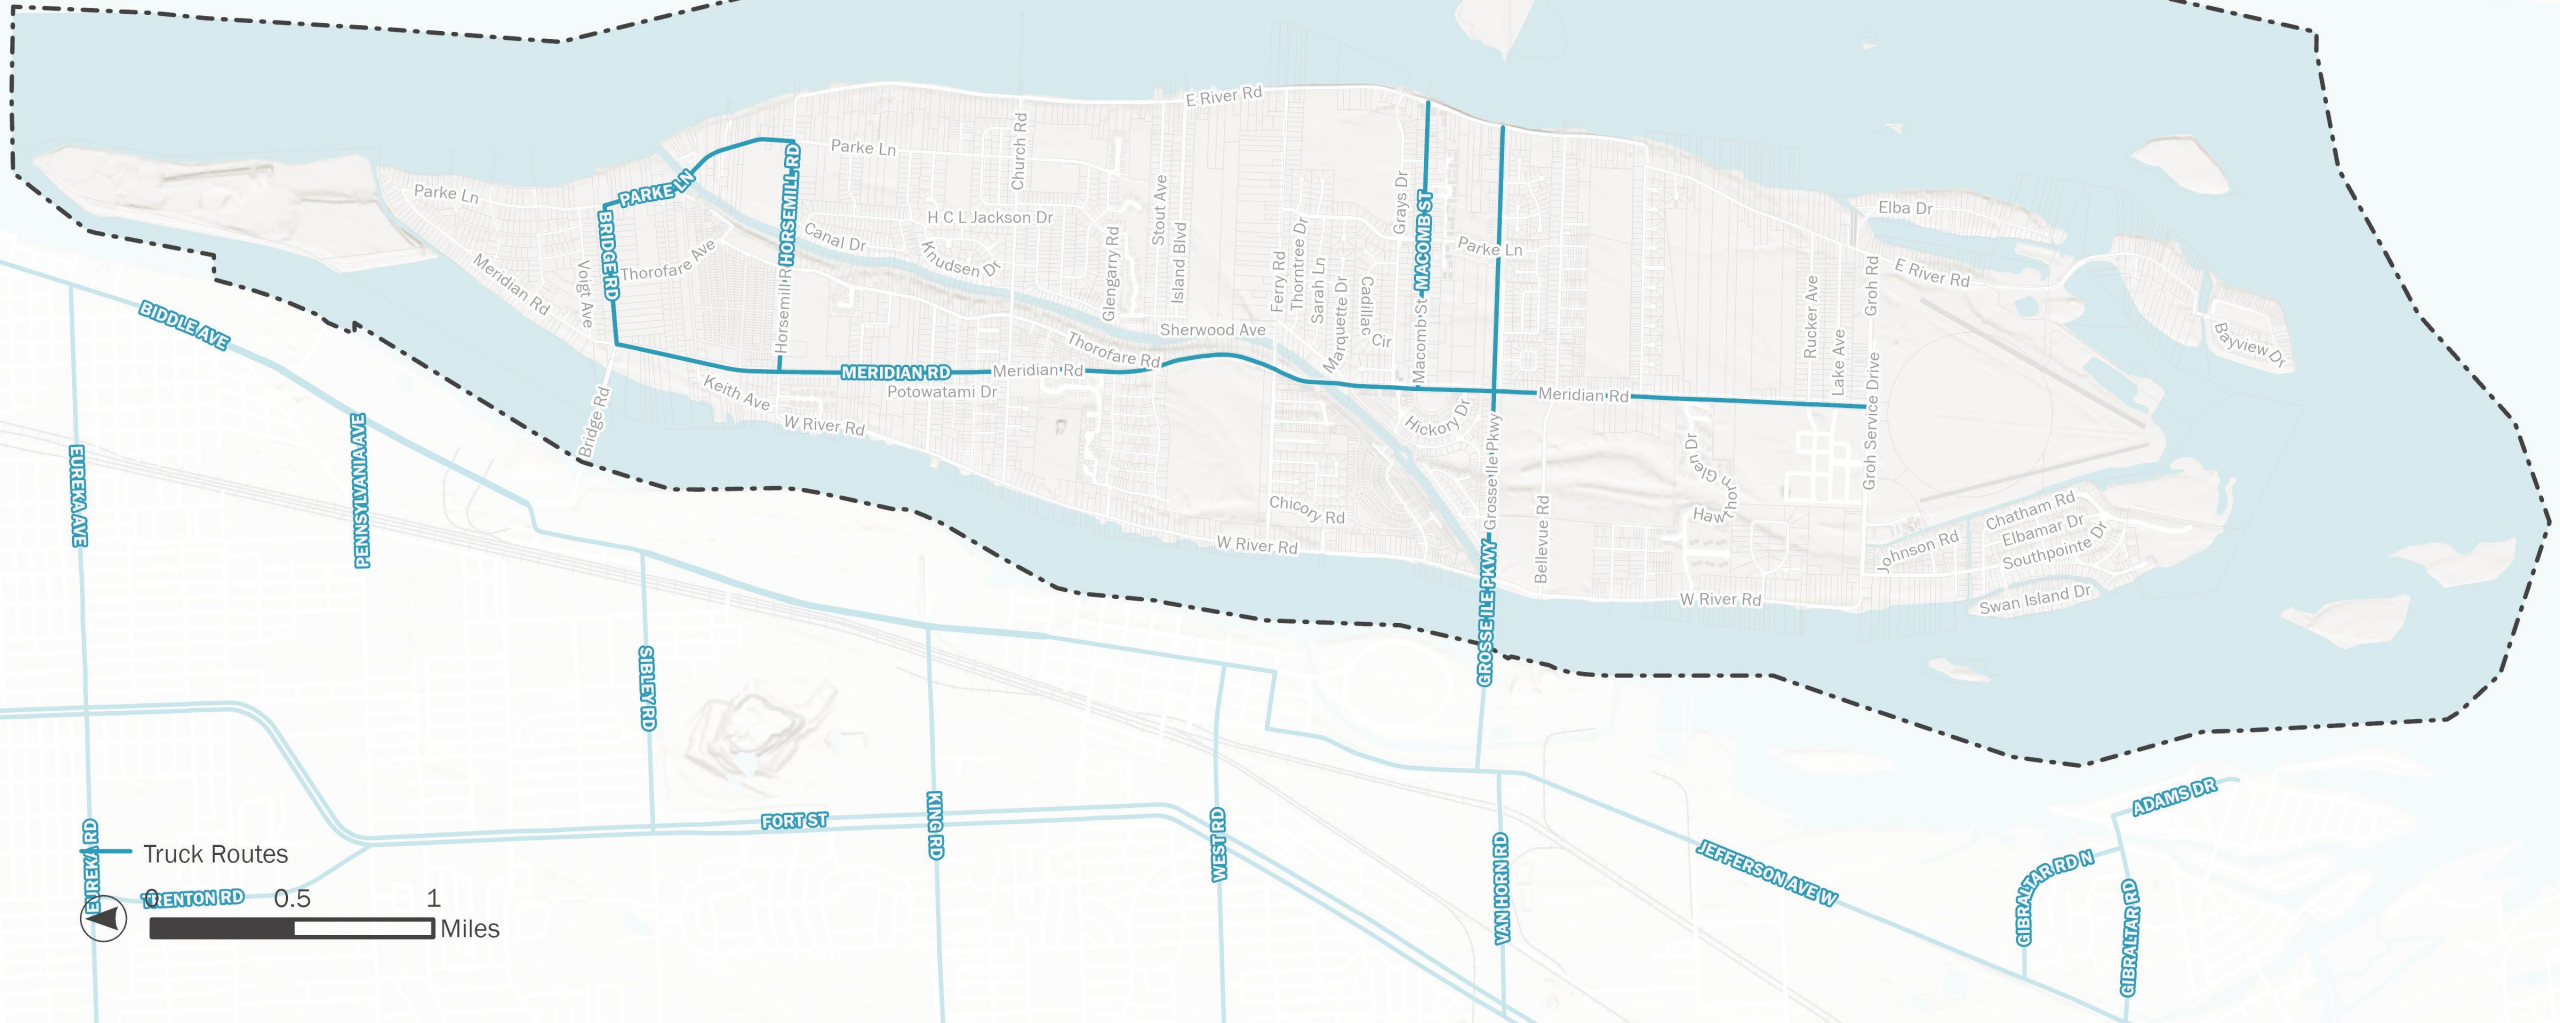 E River Rd
Parke Ln
HORSEMILL RD
Church Rd
Parke Ln
PARKE LN
Stout Ave
Grays Dr
MACOMB ST
Elba Dr
BRIDGE RD
H C L Jackson Dr
Canal Dr
Knudsen Dr
Island Blvd
Glengarry Rd
Ferry Rd
Thorntree Dr
Sarah Ln
Marquette Dr
Cadillac Cir
Parke Ln
Groh Rd
E River Rd
Voigt Ave
Thorofare Ave
Meridian Rd
Horsemill R
Rucker Ave
Lake Ave
BIDDLE AVE
Sherwood Ave
Macomb St
Bayview Dr
Thorofare Rd
MERIDIAN RD
Meridian Rd
Meridian Rd
Groh Service Drive
Keith Ave
Potowatami Dr
Bridge Rd
W River Rd
Hickory Dr
Grosse Ile Pkwy
Hawthorn Glen Dr
EUREKA AVE
PENNSYLVANIA AVE
Chicory Rd
W River Rd
Bellevue Rd
Chatham Rd
Elbamar Dr
Southpointe Dr
Johnson Rd
Swan Island Dr
W River Rd
GROSSE ILE PKWY
SIBLEY RD
FORT ST
KING RD
WEST RD
VAN HORN RD
JEFFERSON AVE W
ADAMS DR
GIBRALTAR RD N
GIBRALTAR RD
EUREKA RD
Truck Routes
TRENTON RD
0 0.5 1
Miles